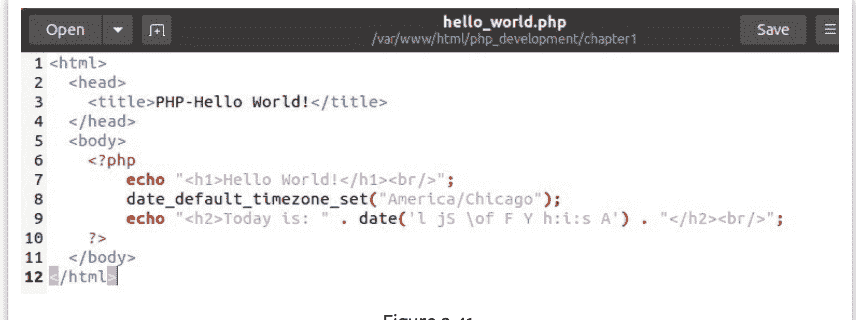 hello_world.php
Open Save
/var/www/html/php_development/chapter1
1 <html>
2   <head>
3     <title>PHP-Hello World!</title>
4   </head>
5   <body>
6     <?php
7         echo "<h1>Hello World!</h1><br/>";
8         date_default_timezone_set("America/Chicago");
9         echo "<h2>Today is: " . date('l jS \of F Y h:i:s A') . "</h2><br/>";
10     ?>
11   </body>
12 </html>
Figure